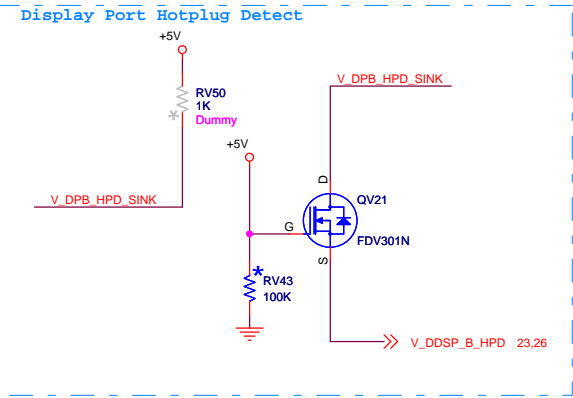 Display Port Hotplug Detect
+5V
RV50
1K
*
Dummy
V_DPB_HPD_SINK
+5V
V_DPB_HPD_SINK
D
QV21
G
FDV301N
S
*
RV43
100K
V_DDSP_B_HPD 23,26